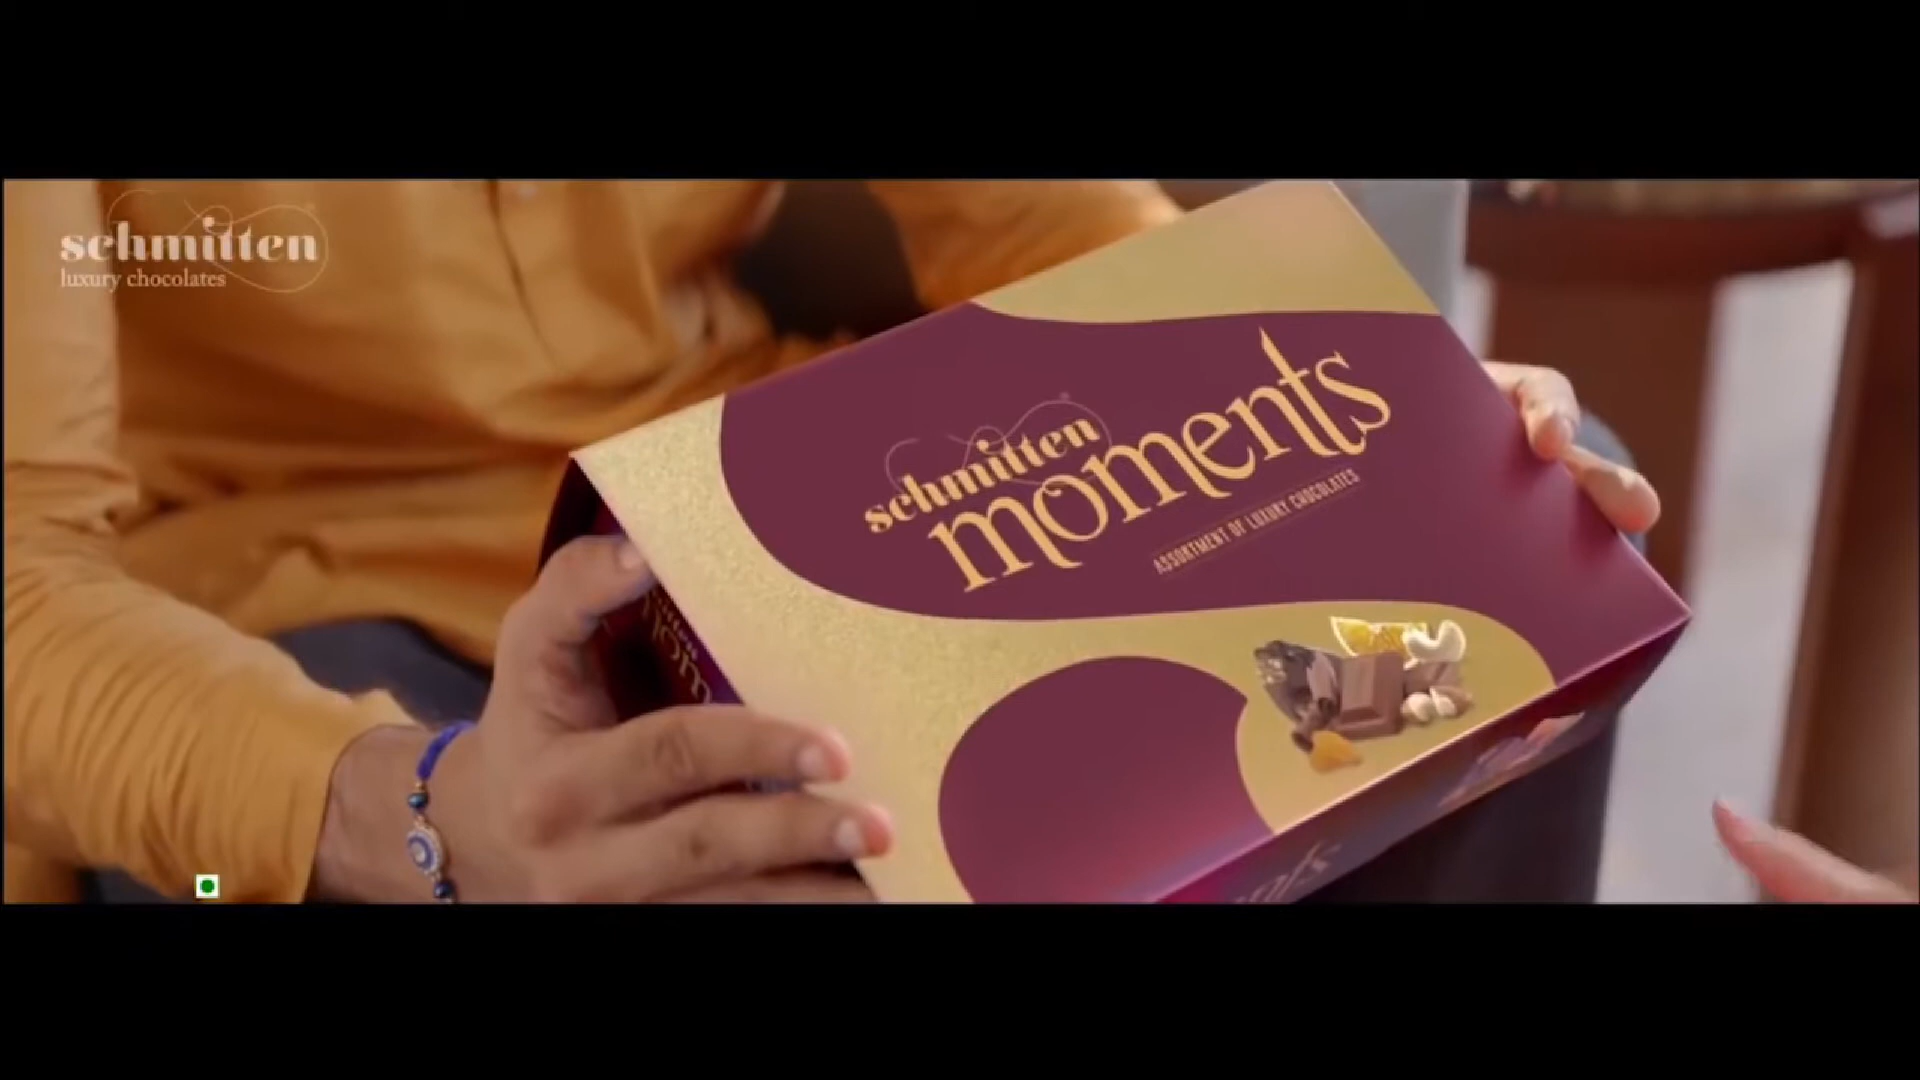 schmitten
luxury chocolates
schmitten
moments
ASSORTMENT OF LUXURY CHOCOLATES